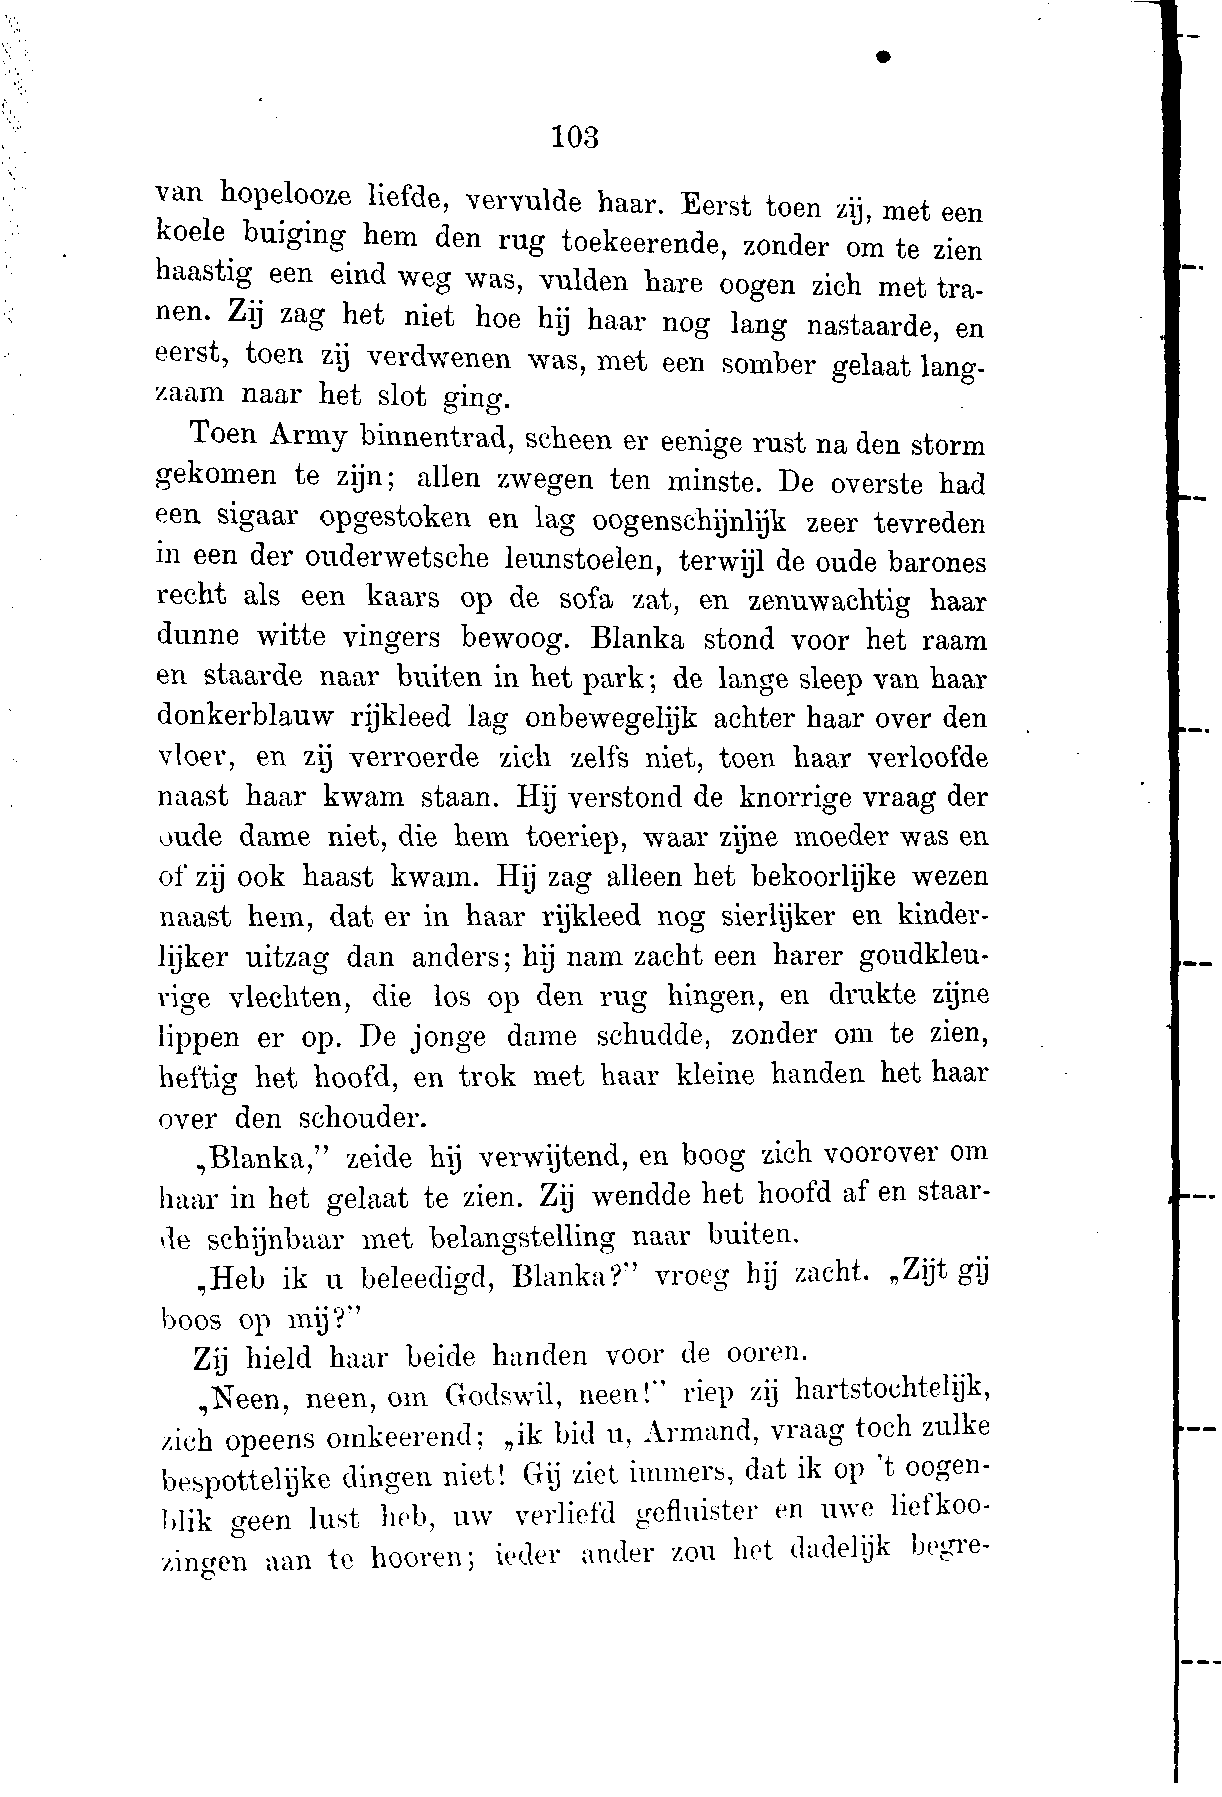 103
van hopelooze liefde, vervulde haar. Eerst toen zij, met een
koele buiging hem den rug toekeerende, zonder om te zien
haastig een eind weg was, vulden hare oogen zich met tra-
nen. Zij zag het niet hoe hij haar nog lang nastaarde, en
eerst, toen zij verdwenen was, met een somber gelaat lang-
zaam naar het slot ging.
Toen Army binnentrad, scheen er eenige rust na den storm
gekomen te zijn; allen zwegen ten minste. De overste had
een sigaar opgestoken en lag oogenschijnlijk zeer tevreden
in een der ouderwetsche leunstoelen, terwijl de oude barones
recht als een kaars op de sofa zat, en zenuwachtig haar
dunne witte vingers bewoog. Blanka stond voor het raam
en staarde naar buiten in het park; de lange sleep van haar
donkerblauw rijkleed lag onbewegelijk achter haar over den
vloer, en zij verroerde zich zelfs niet, toen haar verloofde
naast haar kwam staan. Hij verstond de knorrige vraag der
oude dame niet, die hem toeriep, waar zijne moeder was en
of zij ook haast kwam. Hij zag alleen het bekoorlijke wezen
naast hem, dat er in haar rijkleed nog sierlijker en kinder-
lijker uitzag dan anders; hij nam zacht een harer goudkleu-
rige vlechten, die los op den rug hingen, en drukte zijne
lippen er op. De jonge dame schudde, zonder om te zien,
heftig het hoofd, en trok met haar kleine handen het haar
over den schouder.
„Blanka,” zeide hij verwijtend, en boog zich voorover om
haar in het gelaat te zien. Zij wendde het hoofd af en staar-
de schijnbaar met belangstelling naar buiten.
„Heb ik u beleedigd, Blanka?” vroeg hij zacht. „Zijt gij
boos op mij?”
Zij hield haar beide handen voor de ooren.
„Neen, neen, om Godswil, neen!” riep zij hartstochtelijk,
zich opeens omkeerend; „ik bid u, Armand, vraag toch zulke
bespottelijke dingen niet! Gij ziet immers, dat ik op 't oogen-
blik geen lust heb, uw verliefd gefluister en uwe liefkoo-
zingen aan te hooren; ieder ander zou het dadelijk begre-